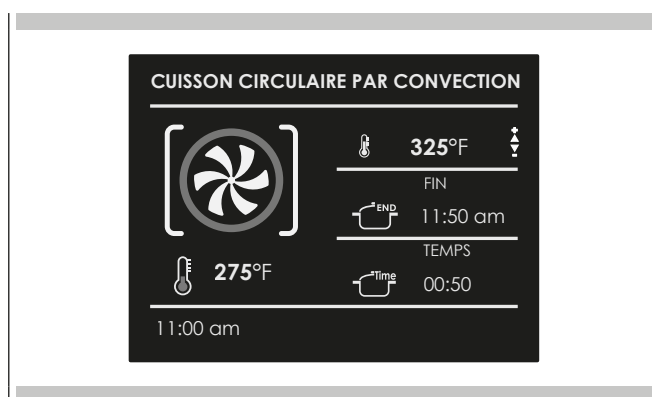 CUISSON CIRCULAIRE PAR CONVECTION
325°F
FIN
END
11:50 am
TEMPS
Time
00:50
275°F
11:00 am